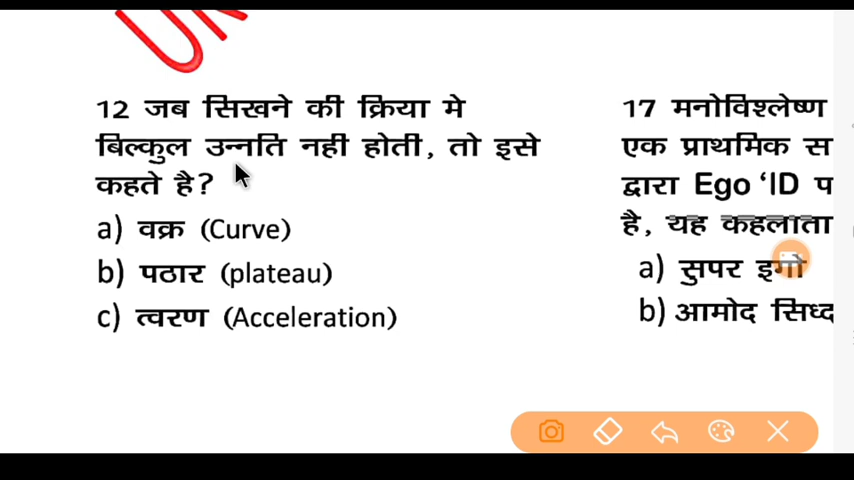 12 जब सिखने की क्रिया मे
बिल्कुल उन्नति नही होती, तो इसे
कहते है?
a) वक्र (Curve)
b) पठार (plateau)
c) त्वरण (Acceleration)
17 मनोविश्लेष्ण
एक प्राथमिक
द्वारा Ego ‘ID
है, यह कहलाता
a) सुपर इगो
b) आमोद